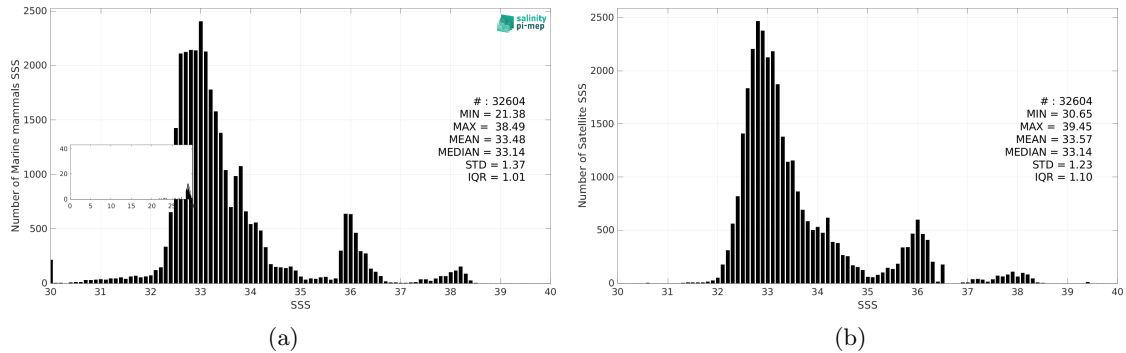 salinity
pi-mep
Number of Marine mammals SSS
2500
2000
1500
1000
500
0
# : 32604
MIN = 21.38
MAX = 38.49
MEAN = 33.48
MEDIAN = 33.14
STD = 1.37
IQR = 1.01
40
20
0
0 5 10 15 20 25
30 31 32 33 34 35 36 37 38 39 40
SSS
(a)
Number of Satellite SSS
2500
2000
1500
1000
500
0
# : 32604
MIN = 30.65
MAX = 39.45
MEAN = 33.57
MEDIAN = 33.14
STD = 1.23
IQR = 1.10
30 31 32 33 34 35 36 37 38 39 40
SSS
(b)